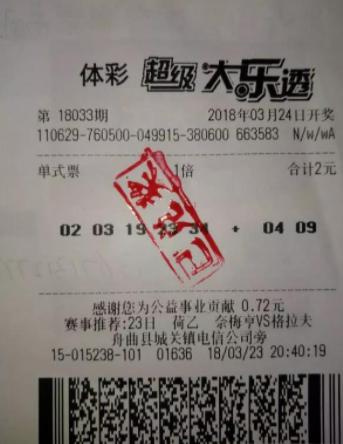 体彩 超级大乐透
第 18033期 2018年03月24日开奖
110629-760500-049915-380600 663583 N/w/wA
单式票 1倍 合计2元
02 03 19 23 34 + 04 09
已兑奖
感谢您为公益事业贡献 0.72元
赛事推荐:23日 荷乙 奈梅亨VS格拉夫
舟曲县城关镇电信公司旁
15-015238-101 01636 18/03/23 20:40:19